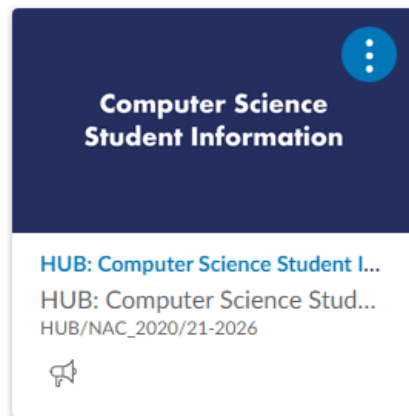 Computer Science
Student Information
HUB: Computer Science Student I...
HUB: Computer Science Stud...
HUB/NAC_2020/21-2026